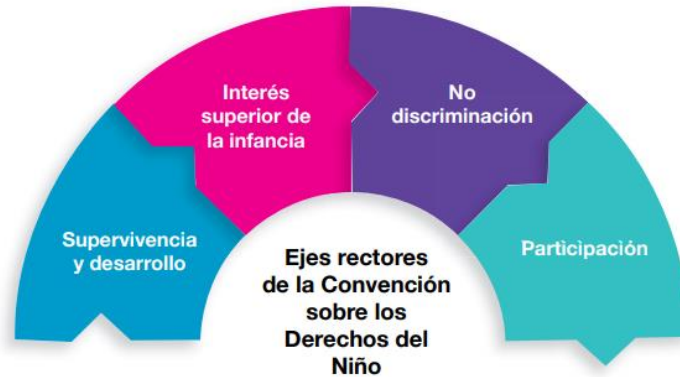 Supervivencia
y desarrollo
Interés
superior de
la infancia
No
discriminación
Participación
Ejes rectores
de la Convención
sobre los
Derechos del
Niño